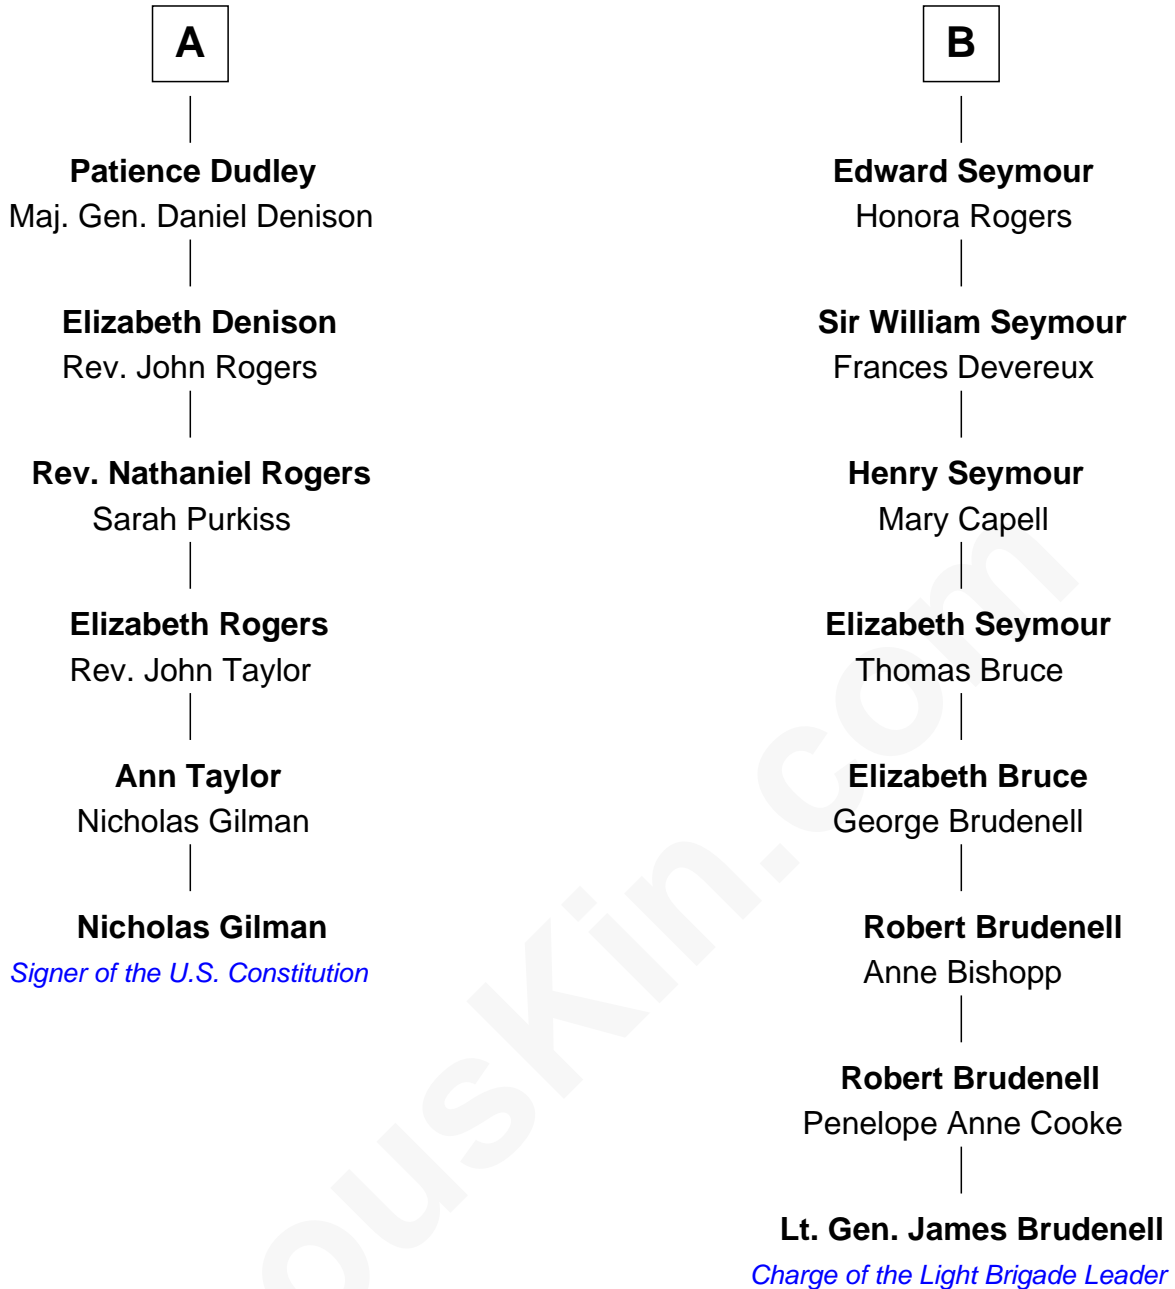 A
Patience Dudley
Maj. Gen. Daniel Denison
Elizabeth Denison
Rev. John Rogers
Rev. Nathaniel Rogers
Sarah Purkiss
Elizabeth Rogers
Rev. John Taylor
Ann Taylor
Nicholas Gilman
Nicholas Gilman
Signer of the U.S. Constitution
B
Edward Seymour
Honora Rogers
Sir William Seymour
Frances Devereux
Henry Seymour
Mary Capell
Elizabeth Seymour
Thomas Bruce
Elizabeth Bruce
George Brudenell
Robert Brudenell
Anne Bishopp
Robert Brudenell
Penelope Anne Cooke
Lt. Gen. James Brudenell
Charge of the Light Brigade Leader
ousKin.com